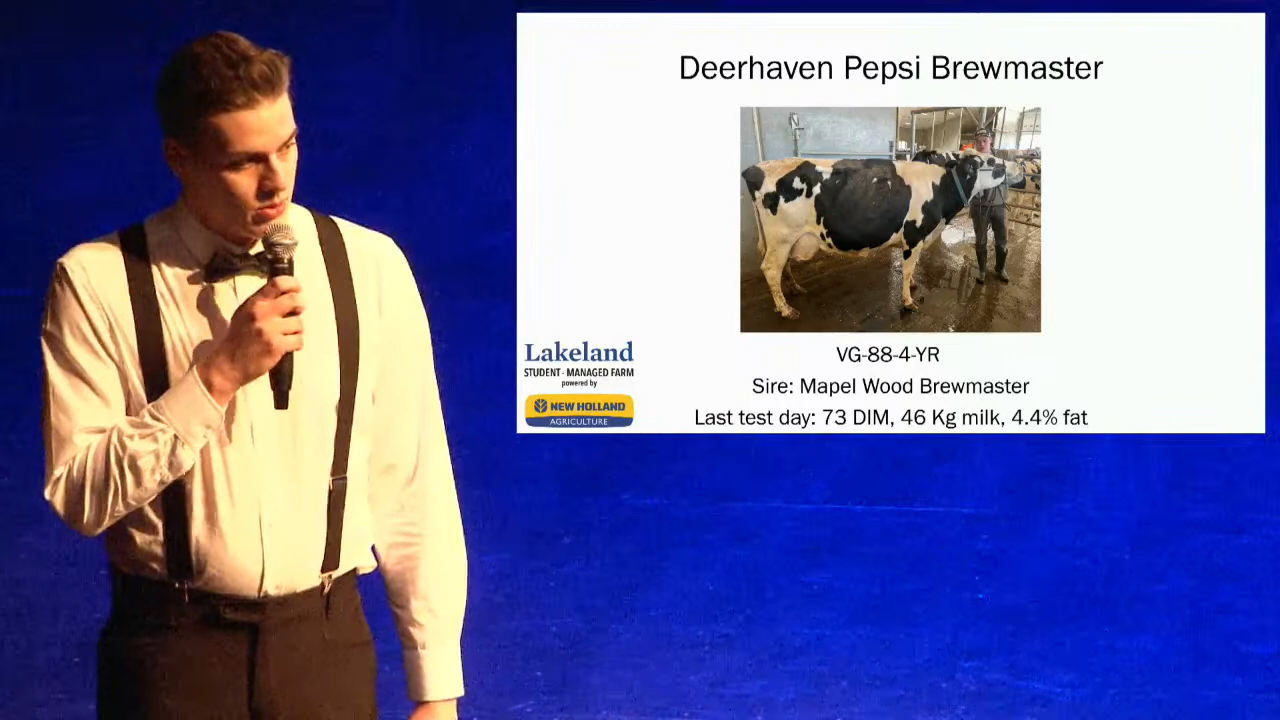 Deerhaven Pepsi Brewmaster
VG-88-4-YR
Sire: Mapel Wood Brewmaster
Last test day: 73 DIM, 46 Kg milk, 4.4% fat
Lakeland
STUDENT-MANAGED FARM
powered by
NEW HOLLAND
AGRICULTURE